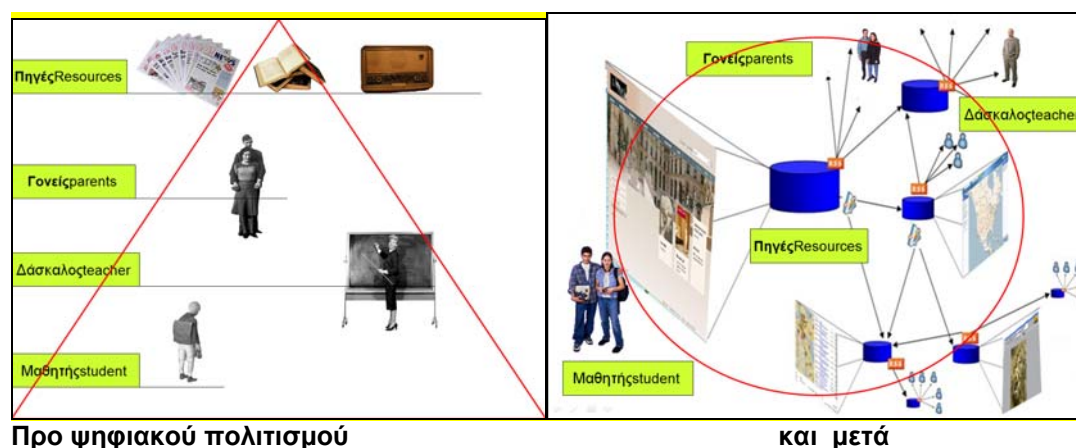 ΠηγέςResources
Γονείςparents
Δάσκαλοςteacher
Μαθητήςstudent
Γονείςparents
Δάσκαλοςteacher
ΠηγέςResources
Μαθητήςstudent
Προ ψηφιακού πολιτισμού και μετά